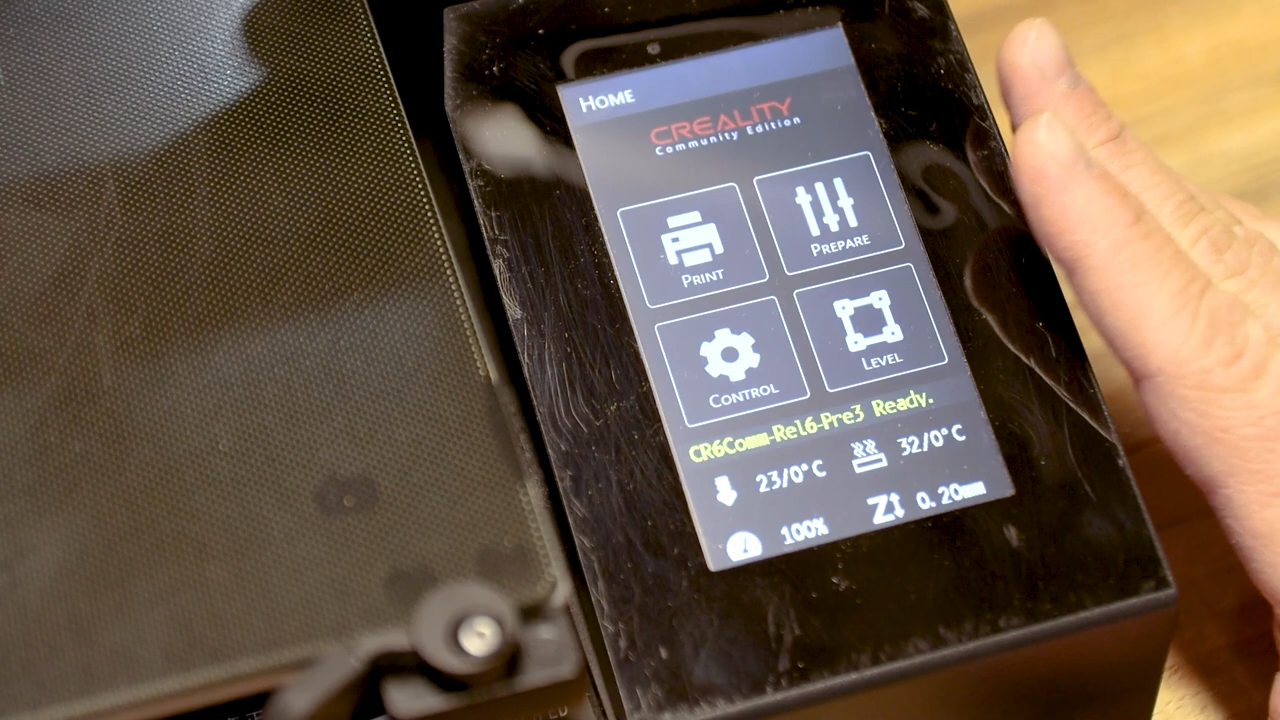 HOME
CREALITY
Community Edition
PRINT
PREPARE
CONTROL
LEVEL
CR6Comm-Rel6-Pre3 Ready.
23/0°C
32/0°C
100%
Z 0.20mm